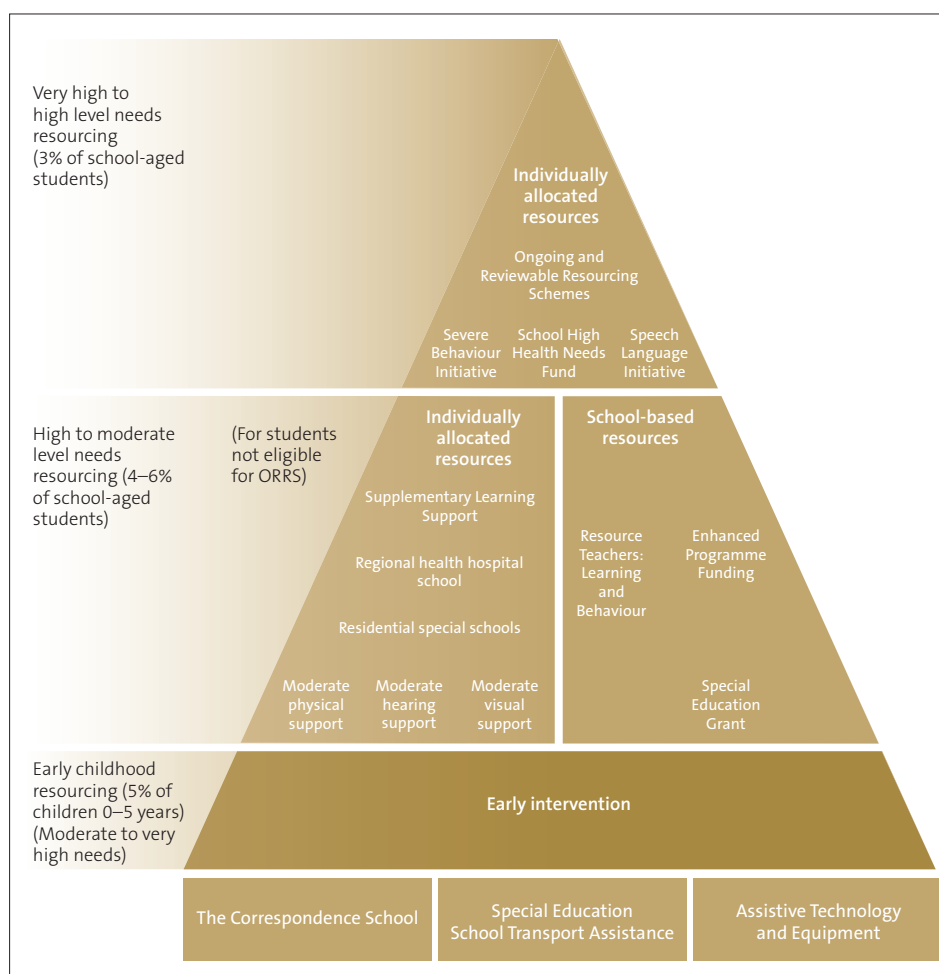 Very high to
high level needs
resourcing
(3% of school-aged
students)
Individually
allocated
resources
Ongoing and
Reviewable Resourcing
Schemes
Severe
Behaviour
Initiative
School High
Health Needs
Fund
Speech
Language
Initiative
High to moderate
level needs
resourcing (4–6%
of school-aged
students)
(For students
not eligible
for ORRS)
Individually
allocated
resources
Supplementary Learning
Support
Regional health hospital
school
Residential special schools
Moderate
physical
support
Moderate
hearing
support
Moderate
visual
support
School-based
resources
Resource
Teachers:
Learning
and
Behaviour
Enhanced
Programme
Funding
Special
Education
Grant
Early childhood
resourcing (5% of
children 0–5 years)
(Moderate to very
high needs)
Early intervention
The Correspondence School
Special Education
School Transport Assistance
Assistive Technology
and Equipment